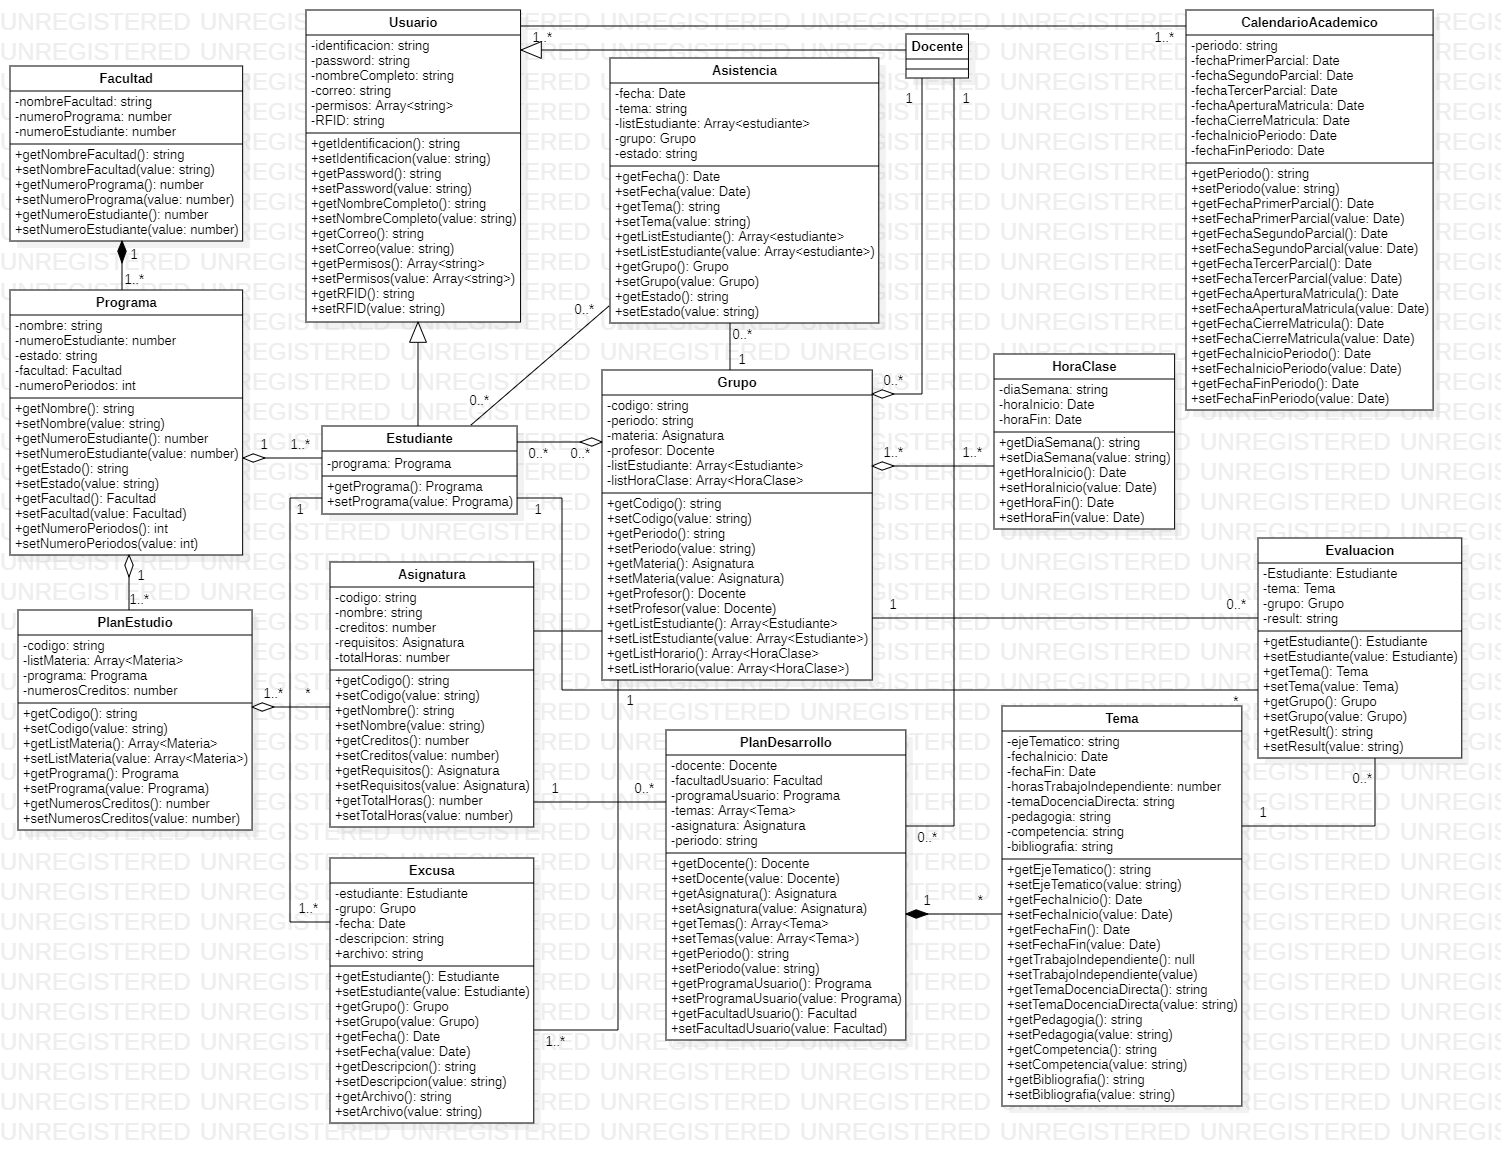 Facultad
-nombreFacultad: string
-numeroPrograma: number
-numeroEstudiante: number
+getNombreFacultad(): string
+setNombreFacultad(value: string)
+getNumeroPrograma(): number
+setNumeroPrograma(value: number)
+getNumeroEstudiante(): number
+setNumeroEstudiante(value: number)
1
1..*
Programa
-nombre: string
-numeroEstudiante: number
-estado: string
-facultad: Facultad
-numeroPeriodos: int
+getNombre(): string
+setNombre(value: string)
+getNumeroEstudiante(): number
+setNumeroEstudiante(value: number)
+getEstado(): string
+setEstado(value: string)
+getFacultad(): Facultad
+setFacultad(value: Facultad)
+getNumeroPeriodos(): int
+setNumeroPeriodos(value: int)
1
1..*
1
1..*
PlanEstudio
-codigo: string
-listMateria: Array<Materia>
-programa: Programa
-numerosCreditos: number
+getCodigo(): string
+setCodigo(value: string)
+getListMateria(): Array<Materia>
+setListMateria(value: Array<Materia>)
+getPrograma(): Programa
+setPrograma(value: Programa)
+getNumerosCreditos(): number
+setNumerosCreditos(value: number)
1..*
*
Usuario
-identificacion: string
-password: string
-nombreCompleto: string
-correo: string
-permisos: Array<string>
-RFID: string
+getIdentificacion(): string
+setIdentificacion(value: string)
+getPassword(): string
+setPassword(value: string)
+getNombreCompleto(): string
+setNombreCompleto(value: string)
+getCorreo(): string
+setCorreo(value: string)
+getPermisos(): Array<string>
+setPermisos(value: Array<string>)
+getRFID(): string
+setRFID(value: string)
1..*
1..*
Estudiante
-programa: Programa
+getPrograma(): Programa
+setPrograma(value: Programa)
0..*
0..*
0..*
0..*
1
1
Asignatura
-codigo: string
-nombre: string
-creditos: number
-requisitos: Asignatura
-totalHoras: number
+getCodigo(): string
+setCodigo(value: string)
+getNombre(): string
+setNombre(value: string)
+getCreditos(): number
+setCreditos(value: number)
+getRequisitos(): Asignatura
+setRequisitos(value: Asignatura)
+getTotalHoras(): number
+setTotalHoras(value: number)
1
0..*
Excusa
-estudiante: Estudiante
-grupo: Grupo
-fecha: Date
-descripcion: string
+archivo: string
+getEstudiante(): Estudiante
+setEstudiante(value: Estudiante)
+getGrupo(): Grupo
+setGrupo(value: Grupo)
+getFecha(): Date
+setFecha(value: Date)
+getDescripcion(): string
+setDescripcion(value: string)
+getArchivo(): string
+setArchivo(value: string)
1..*
1..*
Docente
1
1
Asistencia
-fecha: Date
-tema: string
-listEstudiante: Array<estudiante>
-grupo: Grupo
-estado: string
+getFecha(): Date
+setFecha(value: Date)
+getTema(): string
+setTema(value: string)
+getListEstudiante(): Array<estudiante>
+setListEstudiante(value: Array<estudiante>)
+getGrupo(): Grupo
+setGrupo(value: Grupo)
+getEstado(): string
+setEstado(value: string)
0..*
1
Grupo
-codigo: string
-periodo: string
-materia: Asignatura
-profesor: Docente
-listEstudiante: Array<Estudiante>
-listHoraClase: Array<HoraClase>
+getCodigo(): string
+setCodigo(value: string)
+getPeriodo(): string
+setPeriodo(value: string)
+getMateria(): Asignatura
+setMateria(value: Asignatura)
+getProfesor(): Docente
+setProfesor(value: Docente)
+getListEstudiante(): Array<Estudiante>
+setListEstudiante(value: Array<Estudiante>)
+getListHorario(): Array<HoraClase>
+setListHorario(value: Array<HoraClase>)
0..*
1..*
1..*
1
0..*
1
*
HoraClase
-diaSemana: string
-horaInicio: Date
-horaFin: Date
+getDiaSemana(): string
+setDiaSemana(value: string)
+getHoraInicio(): Date
+setHoraInicio(value: Date)
+getHoraFin(): Date
+setHoraFin(value: Date)
CalendarioAcademico
-periodo: string
-fechaPrimerParcial: Date
-fechaSegundoParcial: Date
-fechaTercerParcial: Date
-fechaAperturaMatricula: Date
-fechaCierreMatricula: Date
-fechaInicioPeriodo: Date
-fechaFinPeriodo: Date
+getPeriodo(): string
+setPeriodo(value: string)
+getFechaPrimerParcial(): Date
+setFechaPrimerParcial(value: Date)
+getFechaSegundoParcial(): Date
+setFechaSegundoParcial(value: Date)
+getFechaTercerParcial(): Date
+setFechaTercerParcial(value: Date)
+getFechaAperturaMatricula(): Date
+setFechaAperturaMatricula(value: Date)
+getFechaCierreMatricula(): Date
+setFechaCierreMatricula(value: Date)
+getFechaInicioPeriodo(): Date
+setFechaInicioPeriodo(value: Date)
+getFechaFinPeriodo(): Date
+setFechaFinPeriodo(value: Date)
Evaluacion
-Estudiante: Estudiante
-tema: Tema
-grupo: Grupo
-result: string
+getEstudiante(): Estudiante
+setEstudiante(value: Estudiante)
+getTema(): Tema
+setTema(value: Tema)
+getGrupo(): Grupo
+setGrupo(value: Grupo)
+getResult(): string
+setResult(value: string)
0..*
1
PlanDesarrollo
-docente: Docente
-facultadUsuario: Facultad
-programaUsuario: Programa
-temas: Array<Tema>
-asignatura: Asignatura
-periodo: string
+getDocente(): Docente
+setDocente(value: Docente)
+getAsignatura(): Asignatura
+setAsignatura(value: Asignatura)
+getTemas(): Array<Tema>
+setTemas(value: Array<Tema>)
+getPeriodo(): string
+setPeriodo(value: string)
+getProgramaUsuario(): Programa
+setProgramaUsuario(value: Programa)
+getFacultadUsuario(): Facultad
+setFacultadUsuario(value: Facultad)
0..*
1
*
Tema
-ejeTematico: string
-fechaInicio: Date
-fechaFin: Date
-horasTrabajoIndependiente: number
-temaDocenciaDirecta: string
-pedagogia: string
-competencia: string
-bibliografia: string
+getEjeTematico(): string
+setEjeTematico(value: string)
+getFechaInicio(): Date
+setFechaInicio(value: Date)
+getFechaFin(): Date
+setFechaFin(value: Date)
+getTrabajoIndependiente(): null
+setTrabajoIndependiente(value)
+getTemaDocenciaDirecta(): string
+setTemaDocenciaDirecta(value: string)
+getPedagogia(): string
+setPedagogia(value: string)
+getCompetencia(): string
+setCompetencia(value: string)
+getBibliografia(): string
+setBibliografia(value: string)
UNREGISTERED